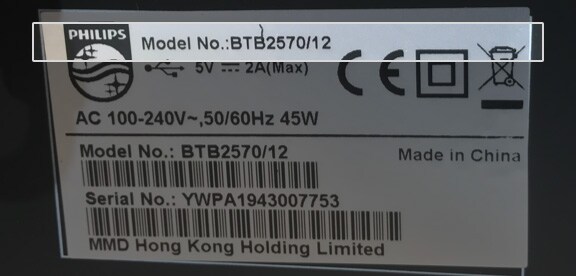 PHILIPS Model No.:BTB2570/12
5V ⎓ 2A(Max)
AC 100-240V~,50/60Hz 45W
Model No.: BTB2570/12 Made in China
Serial No.: YWPA1943007753
MMD Hong Kong Holding Limited